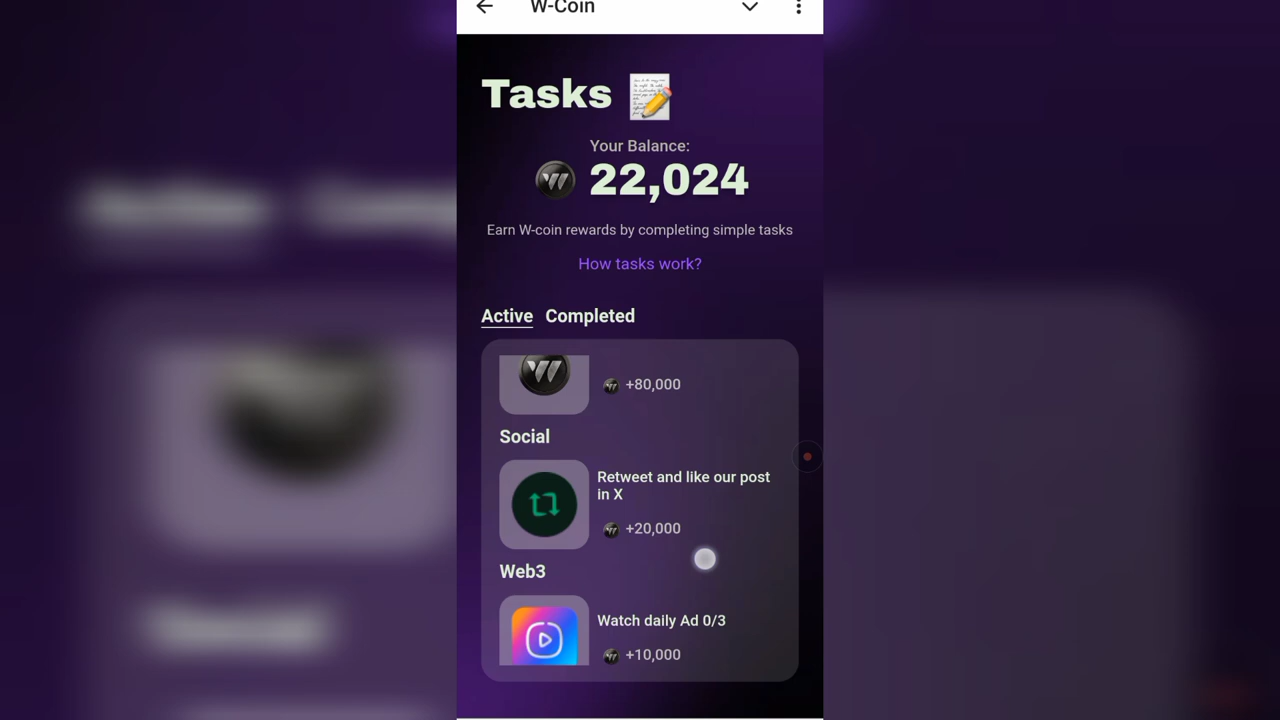 W-Coin
Tasks
Your Balance:
22,024
Earn W-coin rewards by completing simple tasks
How tasks work?
Active Completed
+80,000
Social
Retweet and like our post
in X
+20,000
Web3
Watch daily Ad 0/3
+10,000